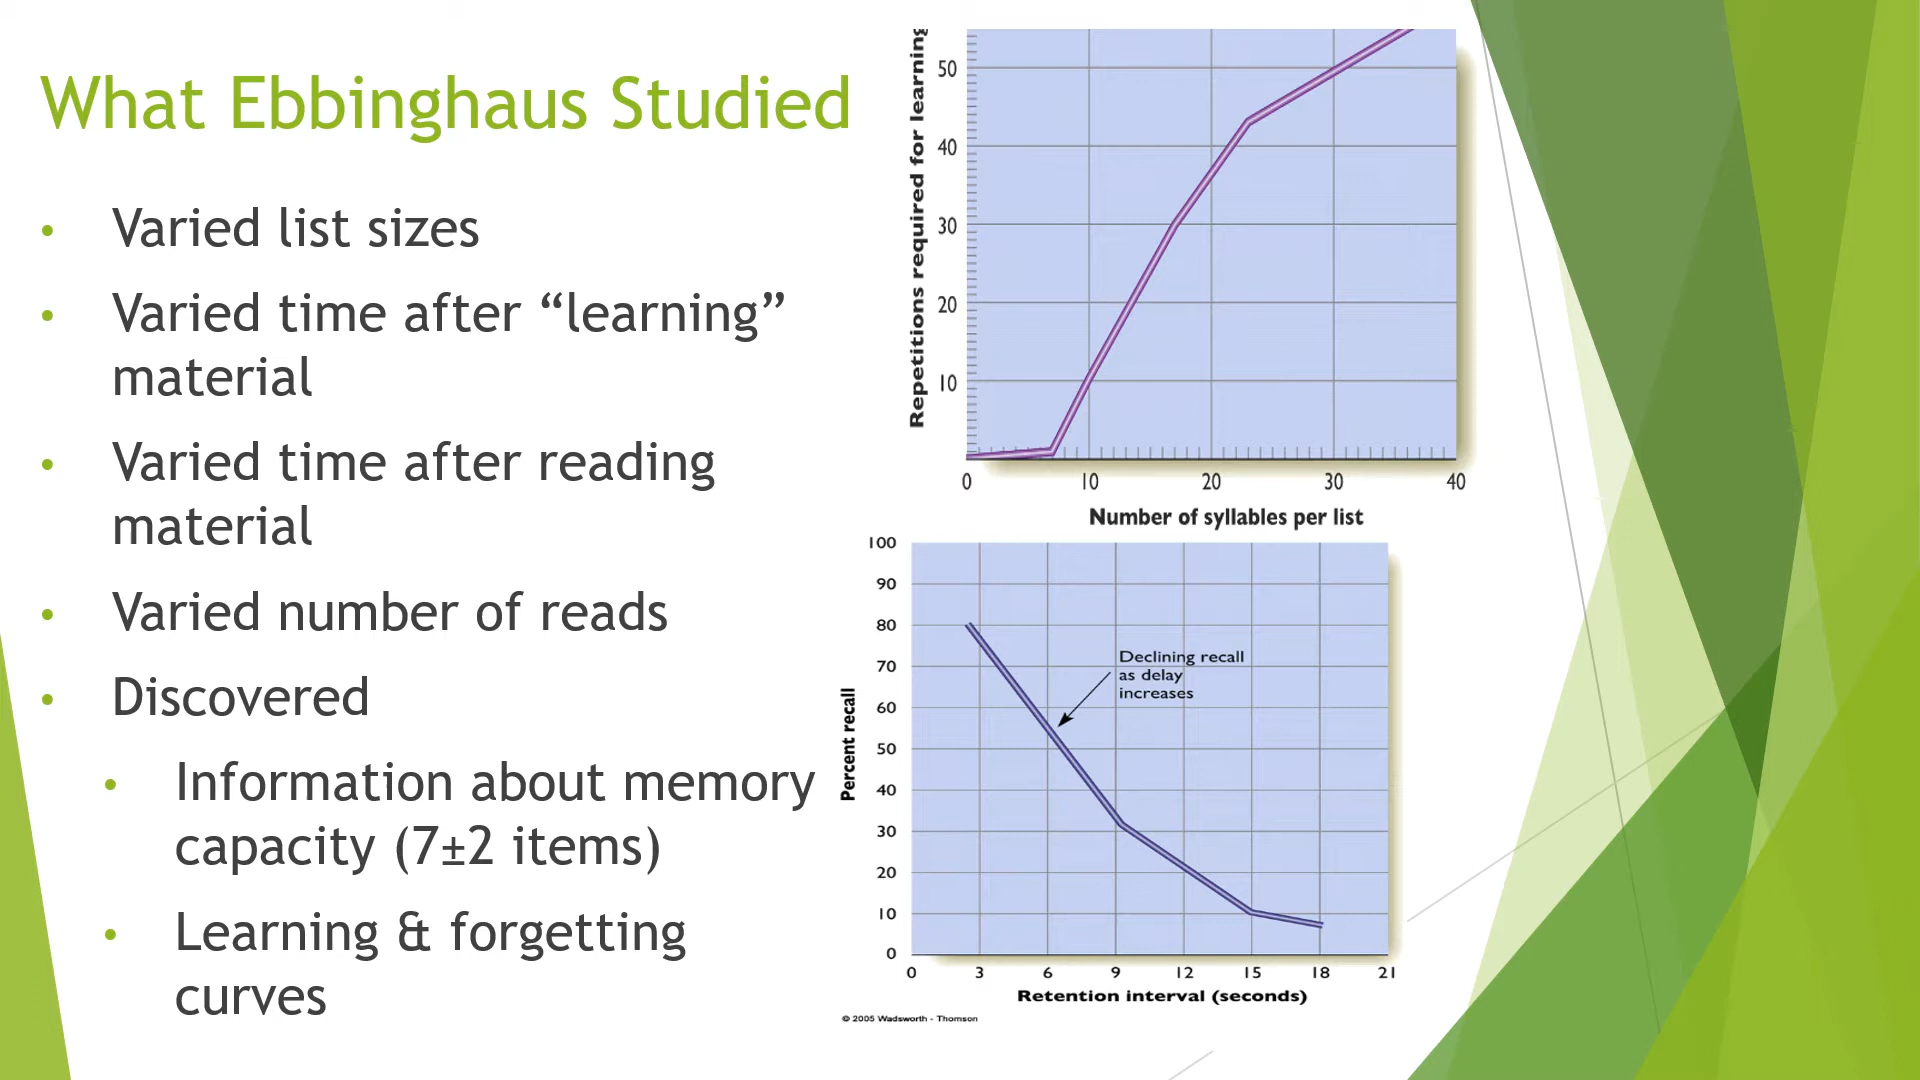 What Ebbinghaus Studied
• Varied list sizes
• Varied time after “learning”
material
• Varied time after reading
material
• Varied number of reads
• Discovered
• Information about memory
capacity (7±2 items)
• Learning & forgetting
curves
Repetitions required for learning
50
40
30
20
10
0 10 20 30 40
Number of syllables per list
Percent recall
100
90
80
70
60
50
40
30
20
10
0
Declining recall
as delay
increases
0 3 6 9 12 15 18 21
Retention interval (seconds)
© 2005 Wadsworth - Thomson